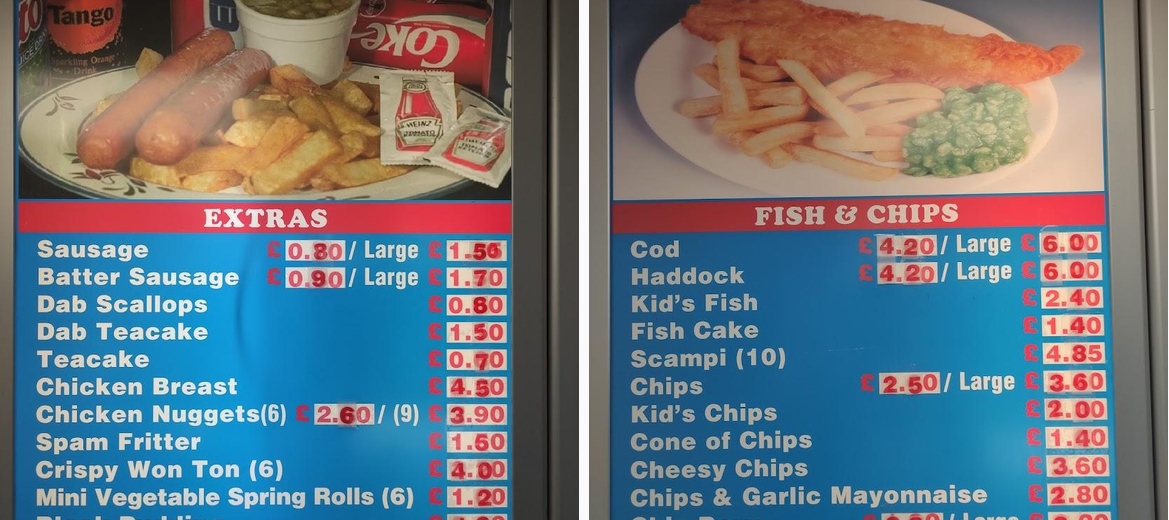 Tango
Sparkling Orange
Drink
Coke
HEINZ
TOMATO
KETCHUP
EXTRAS
Sausage £ 0.80 / Large £ 1.50
Batter Sausage £ 0.90 / Large £ 1.70
Dab Scallops £ 0.80
Dab Teacake £ 1.50
Teacake £ 0.70
Chicken Breast £ 4.50
Chicken Nuggets(6) £ 2.60 / (9) £ 3.90
Spam Fritter £ 1.50
Crispy Won Ton (6) £ 4.00
Mini Vegetable Spring Rolls (6) £ 1.20
FISH & CHIPS
Cod £ 4.20 / Large £ 6.00
Haddock £ 4.20 / Large £ 6.00
Kid's Fish £ 2.40
Fish Cake £ 1.40
Scampi (10) £ 4.85
Chips £ 2.50 / Large £ 3.60
Kid's Chips £ 2.00
Cone of Chips £ 1.40
Cheesy Chips £ 3.60
Chips & Garlic Mayonnaise £ 2.80